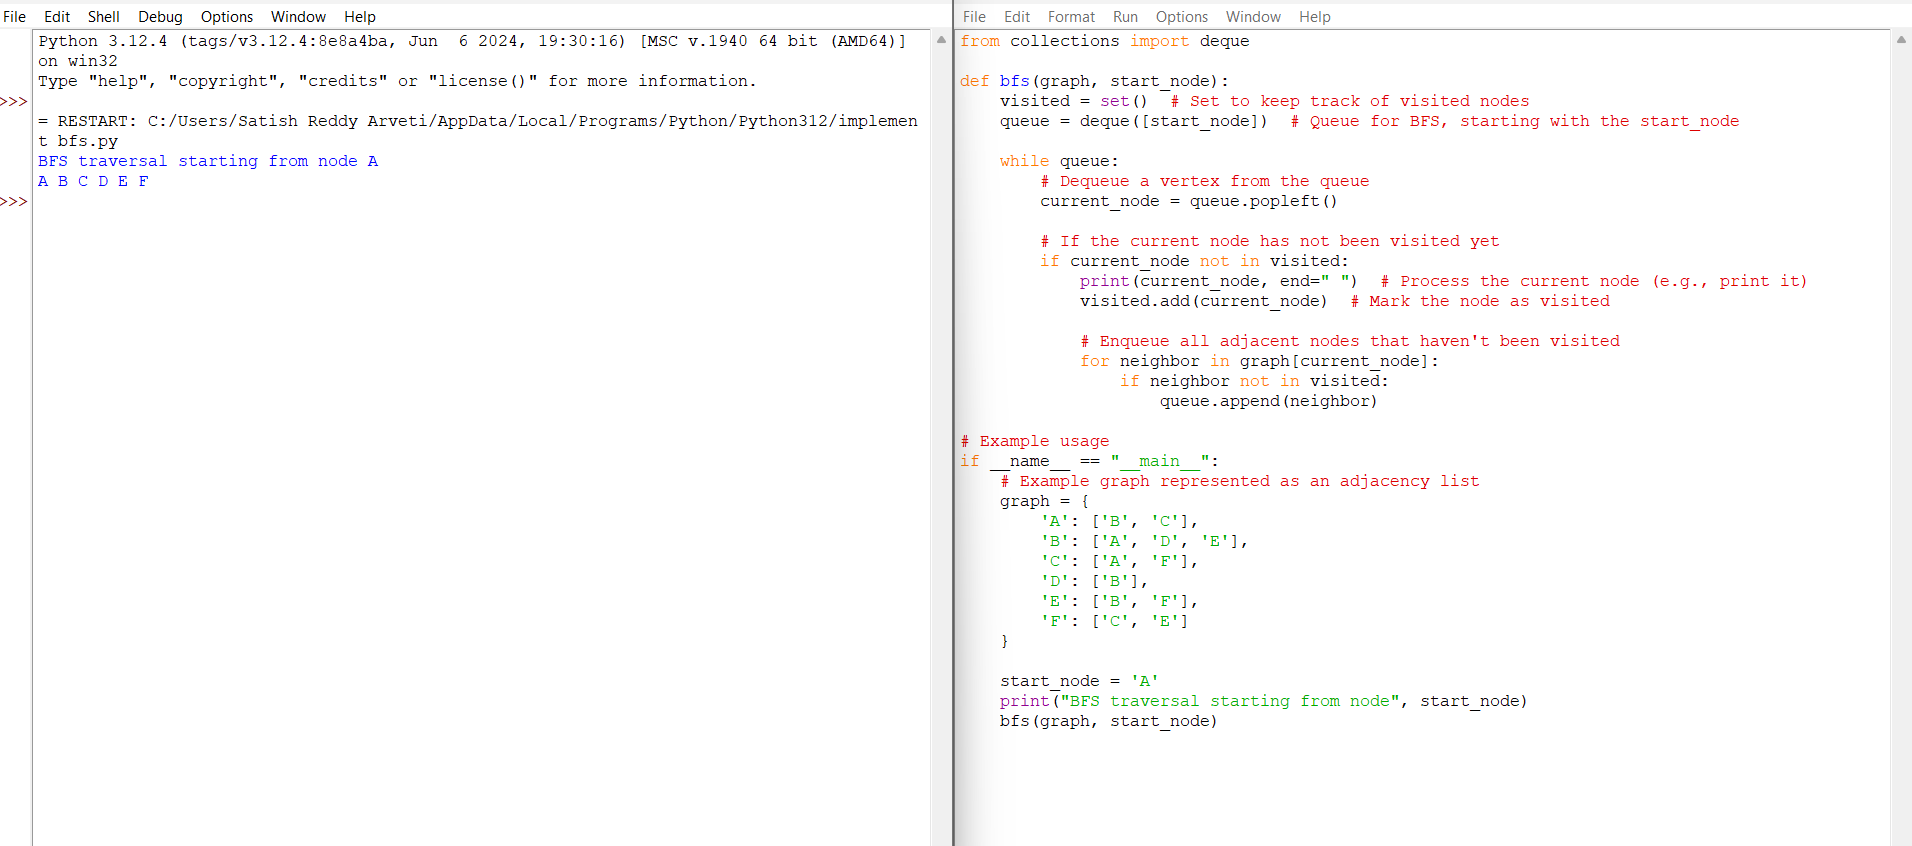 File Edit Shell Debug Options Window Help
Python 3.12.4 (tags/v3.12.4:8e8a4ba, Jun  6 2024, 19:30:16) [MSC v.1940 64 bit (AMD64)]
on win32
Type "help", "copyright", "credits" or "license()" for more information.
>>>
= RESTART: C:/Users/Satish Reddy Arveti/AppData/Local/Programs/Python/Python312/implemen
t bfs.py
BFS traversal starting from node A
A B C D E F
>>>
File Edit Format Run Options Window Help
from collections import deque

def bfs(graph, start_node):
    visited = set()  # Set to keep track of visited nodes
    queue = deque([start_node])  # Queue for BFS, starting with the start_node

    while queue:
        # Dequeue a vertex from the queue
        current_node = queue.popleft()

        # If the current node has not been visited yet
        if current_node not in visited:
            print(current_node, end=" ")  # Process the current node (e.g., print it)
            visited.add(current_node)  # Mark the node as visited

            # Enqueue all adjacent nodes that haven't been visited
            for neighbor in graph[current_node]:
                if neighbor not in visited:
                    queue.append(neighbor)

# Example usage
if __name__ == "__main__":
    # Example graph represented as an adjacency list
    graph = {
        'A': ['B', 'C'],
        'B': ['A', 'D', 'E'],
        'C': ['A', 'F'],
        'D': ['B'],
        'E': ['B', 'F'],
        'F': ['C', 'E']
    }

    start_node = 'A'
    print("BFS traversal starting from node", start_node)
    bfs(graph, start_node)